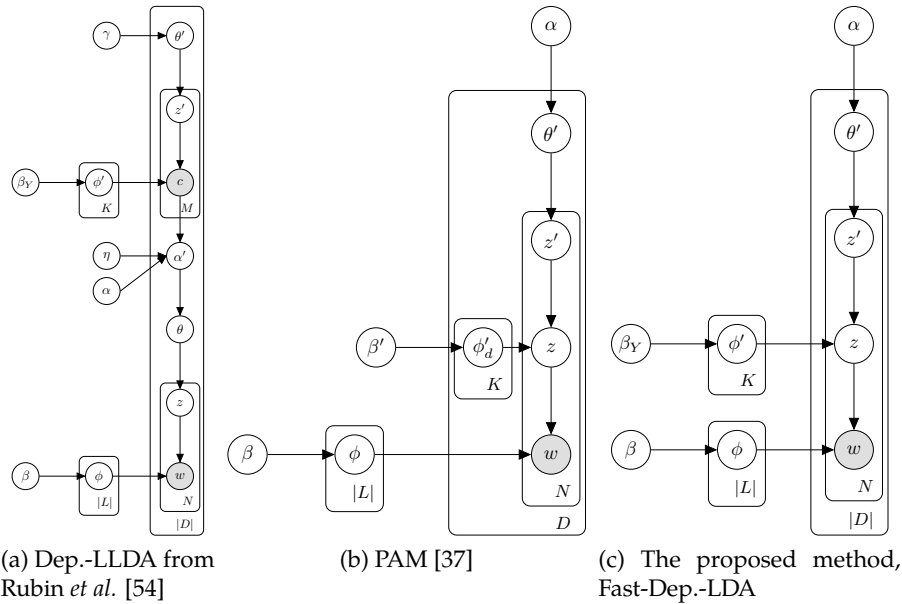 γ
θ′
z′
β_Y
ϕ′
c
K
M
η
α′
α
θ
z
β
ϕ
w
|L|
N
|D|
(a) Dep.-LLDA from
Rubin et al. [54]
α
θ′
z′
β′
ϕ′_d
z
K
β
ϕ
w
|L|
N
D
(b) PAM [37]
α
θ′
z′
β_Y
ϕ′
z
K
β
ϕ
w
|L|
N
|D|
(c) The proposed method,
Fast-Dep.-LDA